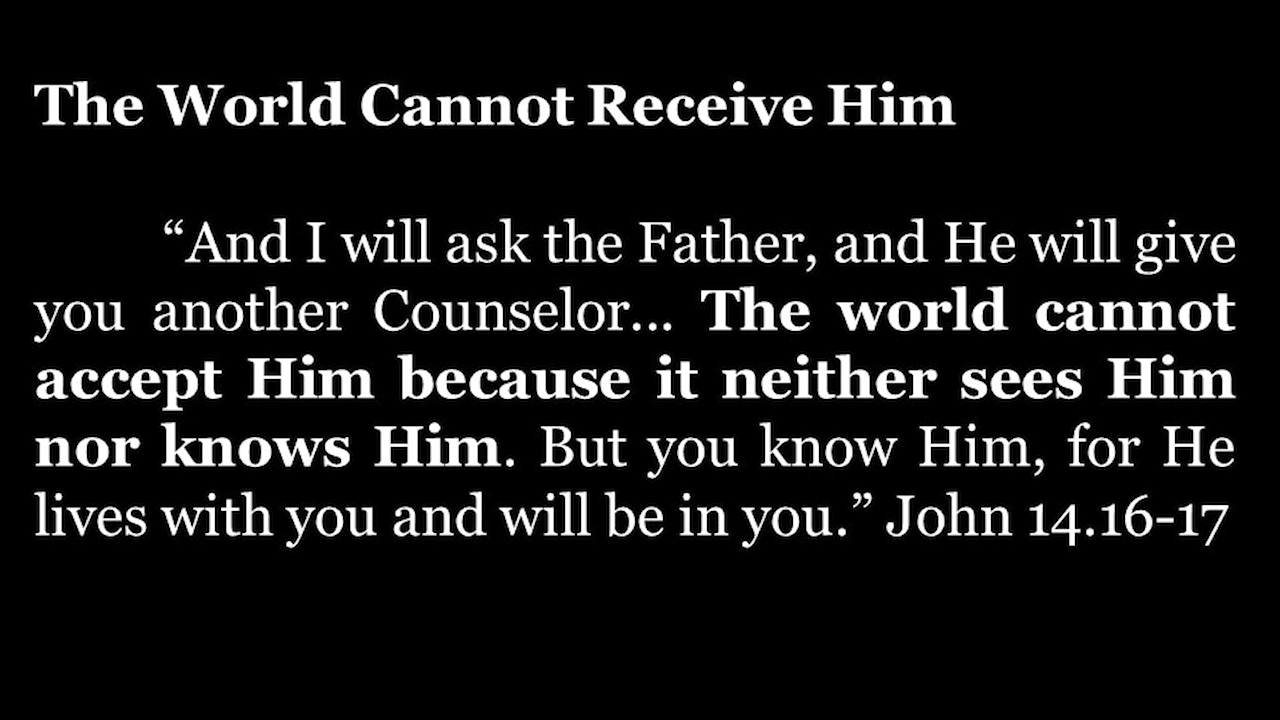 The World Cannot Receive Him
“And I will ask the Father, and He will give
you another Counselor... The world cannot
accept Him because it neither sees Him
nor knows Him. But you know Him, for He
lives with you and will be in you.” John 14.16-17